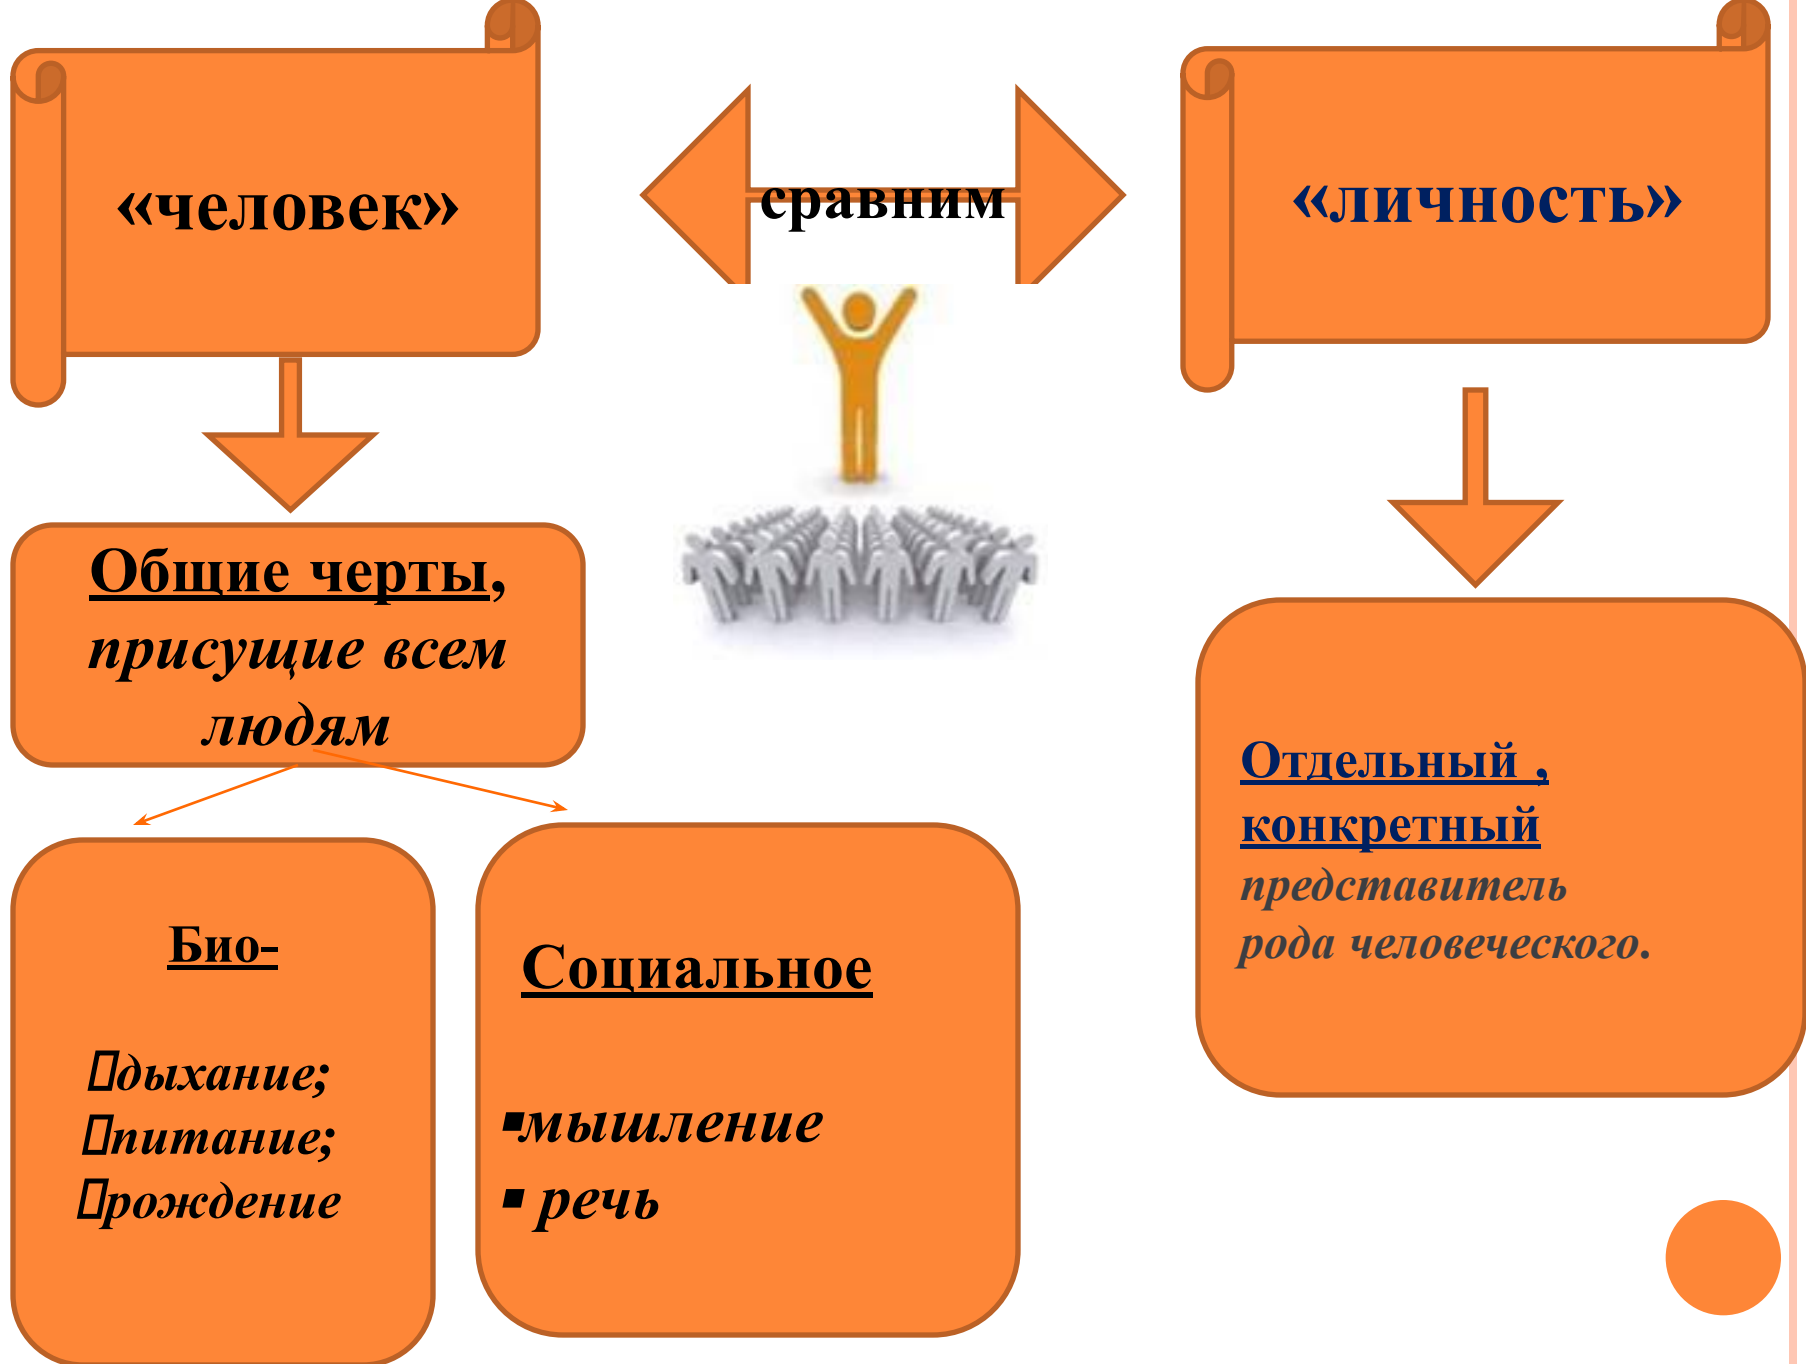 «человек»
сравним
«личность»
Общие черты,
присущие всем
людям
Био-
дыхание;
питание;
рождение
Социальное
▪мышление
▪ речь
Отдельный ,
конкретный
представитель
рода человеческого.